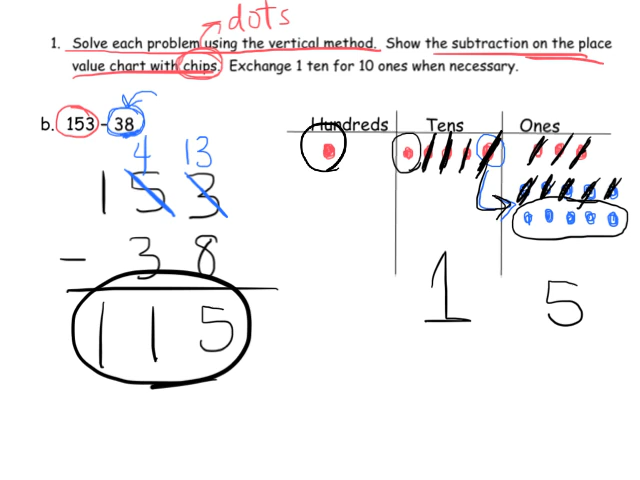 dots
1. Solve each problem using the vertical method. Show the subtraction on the place
value chart with chips. Exchange 1 ten for 10 ones when necessary.
b. 153 - 38
Hundreds Tens Ones
4 13
1 5 3
- 3 8
1 1 5
1 5